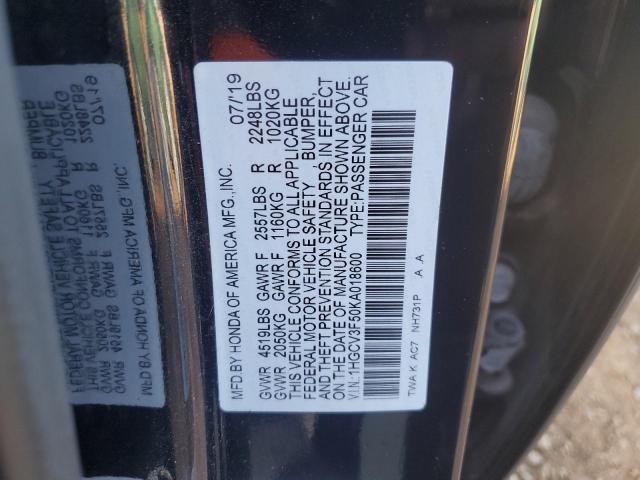 MFD.BY HONDA OF AMERICA MFG.,INC. 07/19
GVWR 4519LBS GAWR F 2557LBS R 2248LBS
GVWR 2050KG GAWR F 1160KG R 1020KG
THIS VEHICLE CONFORMS TO ALL APPLICABLE
FEDERAL MOTOR VEHICLE SAFETY BUMPER,
AND THEFT PREVENTION STANDARDS IN EFFECT
ON THE DATE OF MANUFACTURE SHOWN ABOVE.
V.I.N.:1HGCV3F50KA018600 TYPE:PASSENGER CAR
TWA K AC7 NH731P A .A